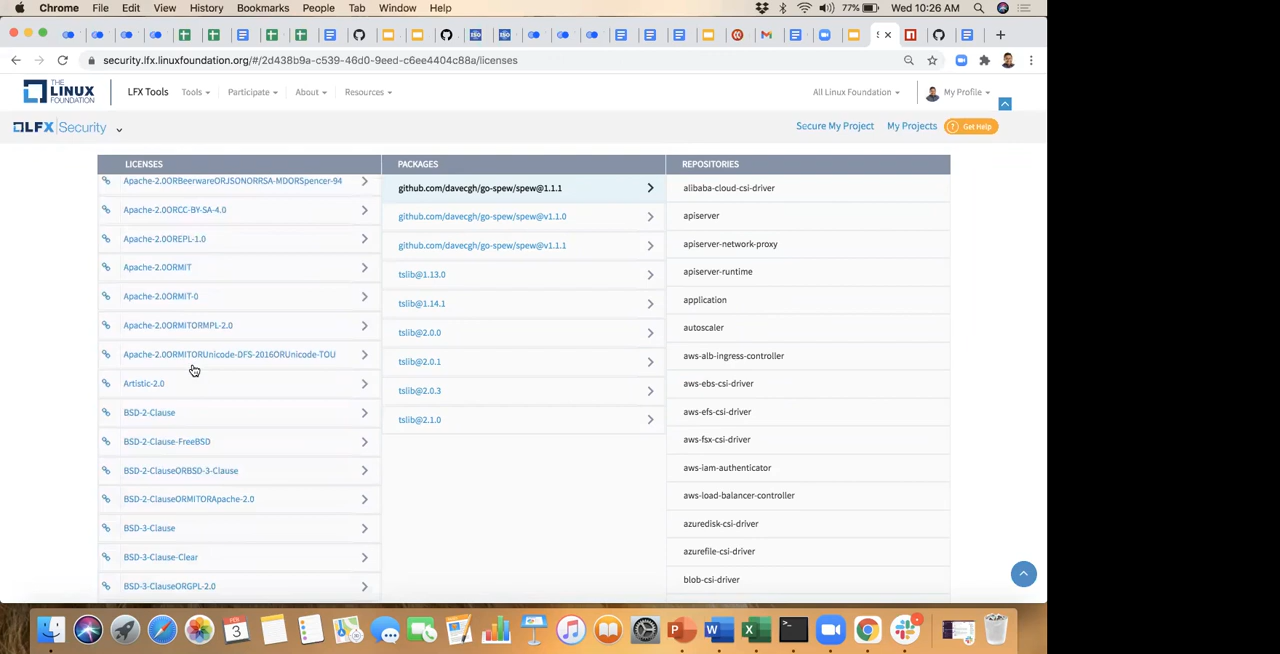 Chrome File Edit View History Bookmarks People Tab Window Help
77% Wed 10:26 AM
S
security.lfx.linuxfoundation.org/#/2d438b9a-c539-46d0-9eed-c6ee4404c88a/licenses
THE LINUX FOUNDATION
LFX Tools Tools Participate About Resources
All Linux Foundation My Profile
LFX Security
Secure My Project My Projects ? Get Help
LICENSES PACKAGES REPOSITORIES
Apache-2.0ORBeerwareORJSONORRSA-MDORSpencer-94
Apache-2.0ORCC-BY-SA-4.0
Apache-2.0OREPL-1.0
Apache-2.0ORMIT
Apache-2.0ORMIT-0
Apache-2.0ORMITORMPL-2.0
Apache-2.0ORMITORUnicode-DFS-2016ORUnicode-TOU
Artistic-2.0
BSD-2-Clause
BSD-2-Clause-FreeBSD
BSD-2-ClauseORBSD-3-Clause
BSD-2-ClauseORMITORApache-2.0
BSD-3-Clause
BSD-3-Clause-Clear
BSD-3-ClauseORGPL-2.0
github.com/davecgh/go-spew/spew@1.1.1
github.com/davecgh/go-spew/spew@v1.1.0
github.com/davecgh/go-spew/spew@v1.1.1
tslib@1.13.0
tslib@1.14.1
tslib@2.0.0
tslib@2.0.1
tslib@2.0.3
tslib@2.1.0
alibaba-cloud-csi-driver
apiserver
apiserver-network-proxy
apiserver-runtime
application
autoscaler
aws-alb-ingress-controller
aws-ebs-csi-driver
aws-efs-csi-driver
aws-fsx-csi-driver
aws-iam-authenticator
aws-load-balancer-controller
azuredisk-csi-driver
azurefile-csi-driver
blob-csi-driver
FEB
3